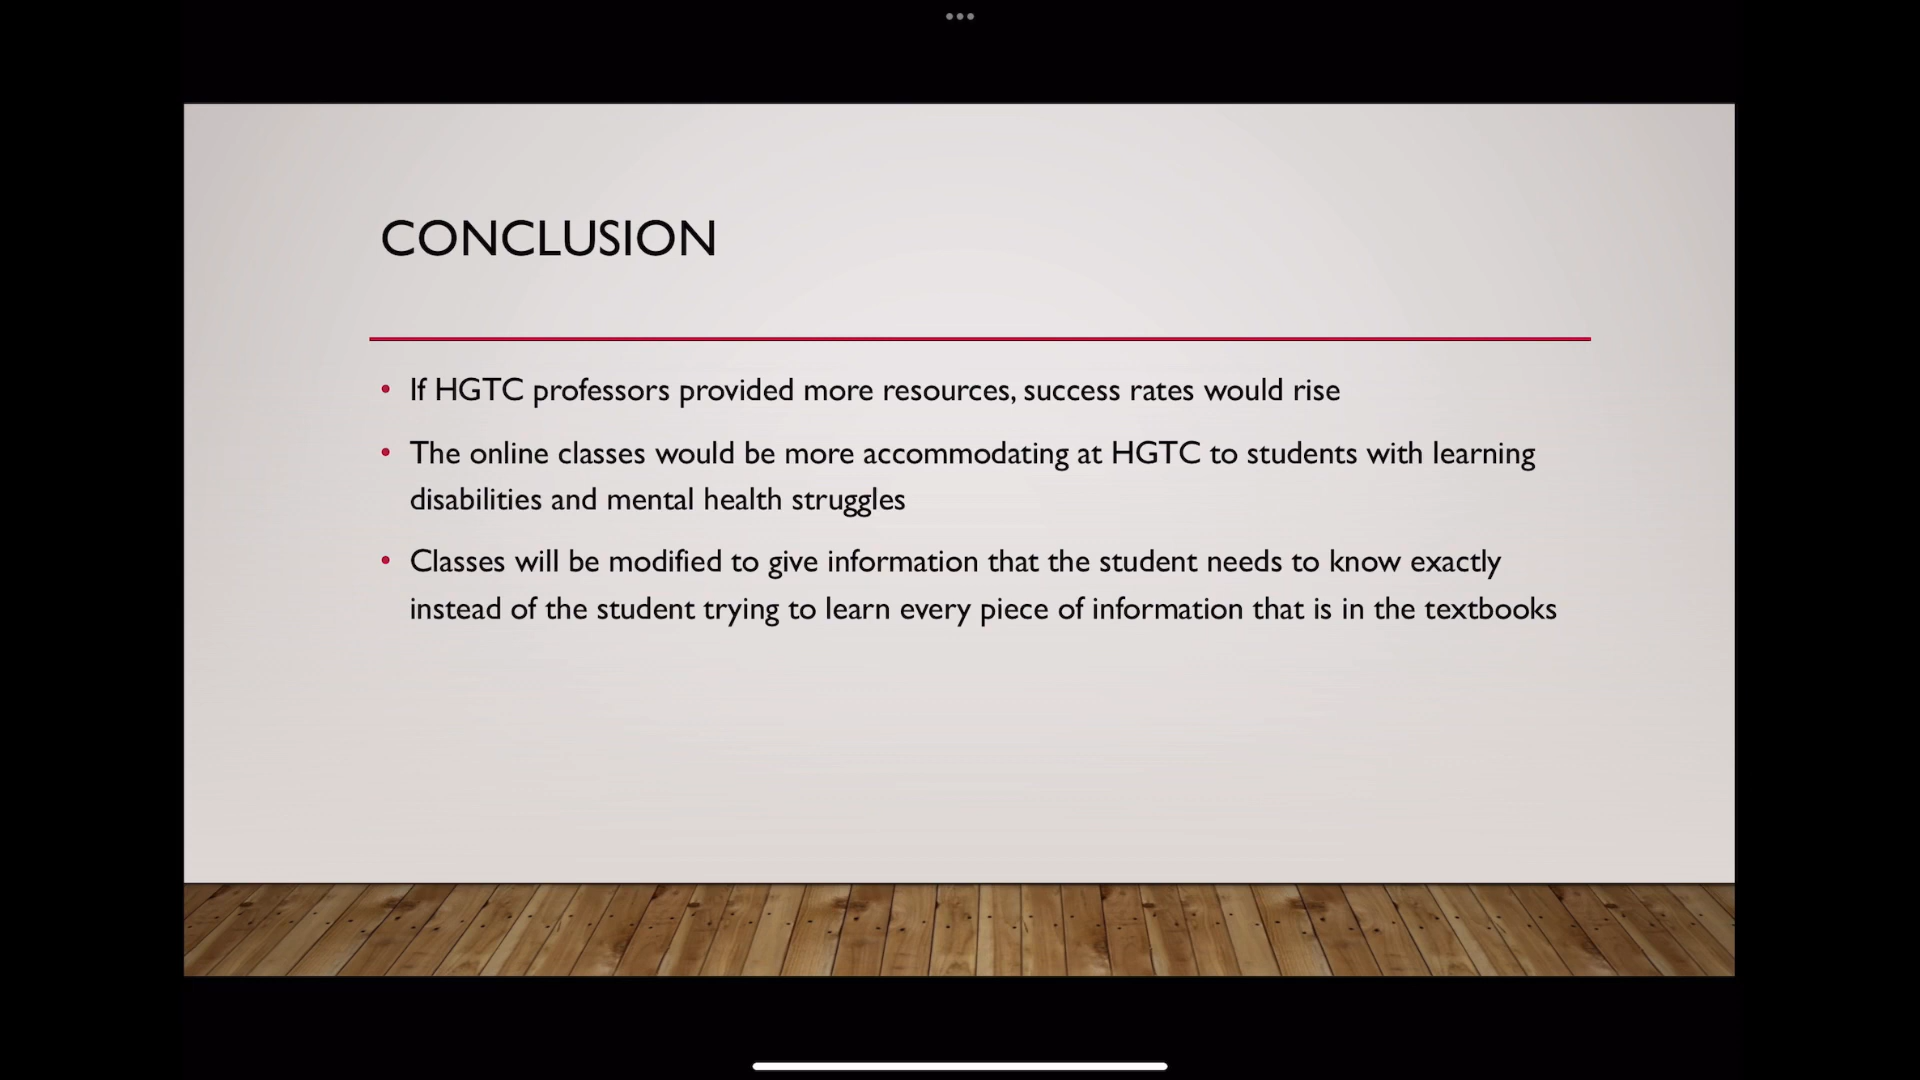 CONCLUSION
• If HGTC professors provided more resources, success rates would rise
• The online classes would be more accommodating at HGTC to students with learning
disabilities and mental health struggles
• Classes will be modified to give information that the student needs to know exactly
instead of the student trying to learn every piece of information that is in the textbooks